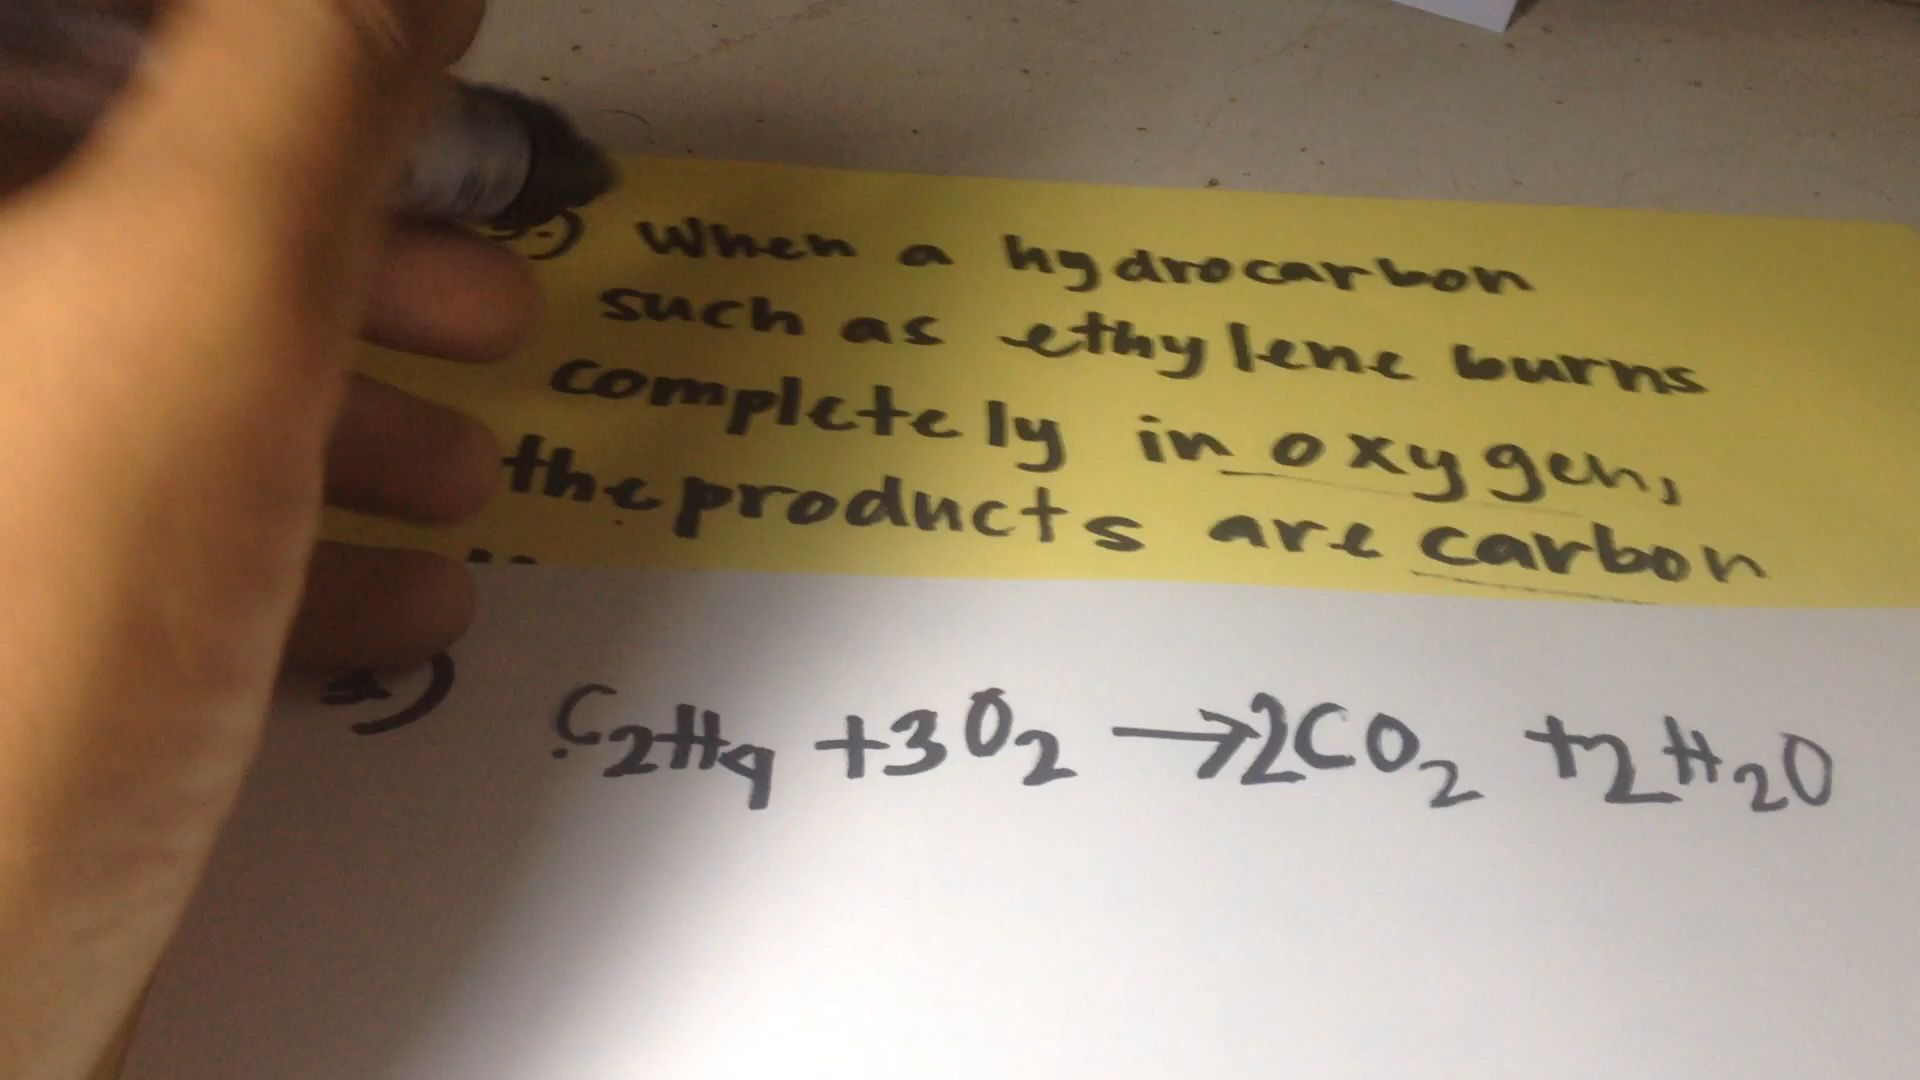 When a hydrocarbon
such as ethylene burns
completely in oxygen,
the products are carbon
C2H4 + 3O2 → 2CO2 + 2H2O